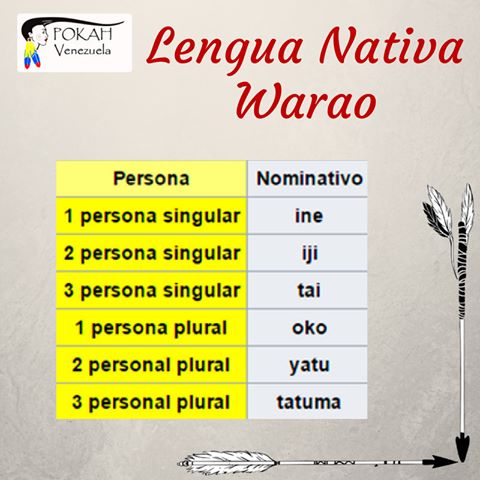 POKAH
Venezuela
Lengua Nativa
Warao
Persona Nominativo
1 persona singular ine
2 persona singular iji
3 persona singular tai
1 persona plural oko
2 personal plural yatu
3 personal plural tatuma